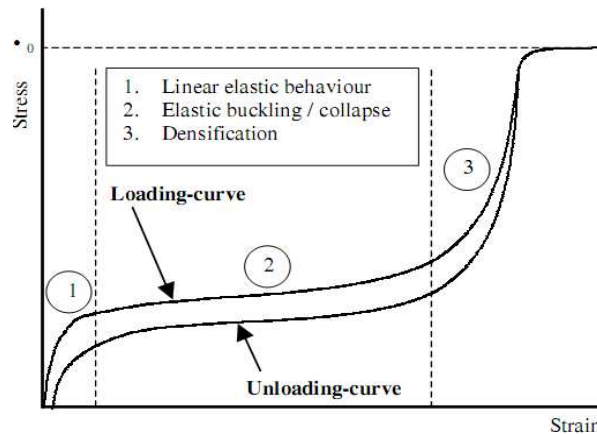 • 0
Stress
1. Linear elastic behaviour
2. Elastic buckling / collapse
3. Densification
3
Loading-curve
2
1
Unloading-curve
Strain